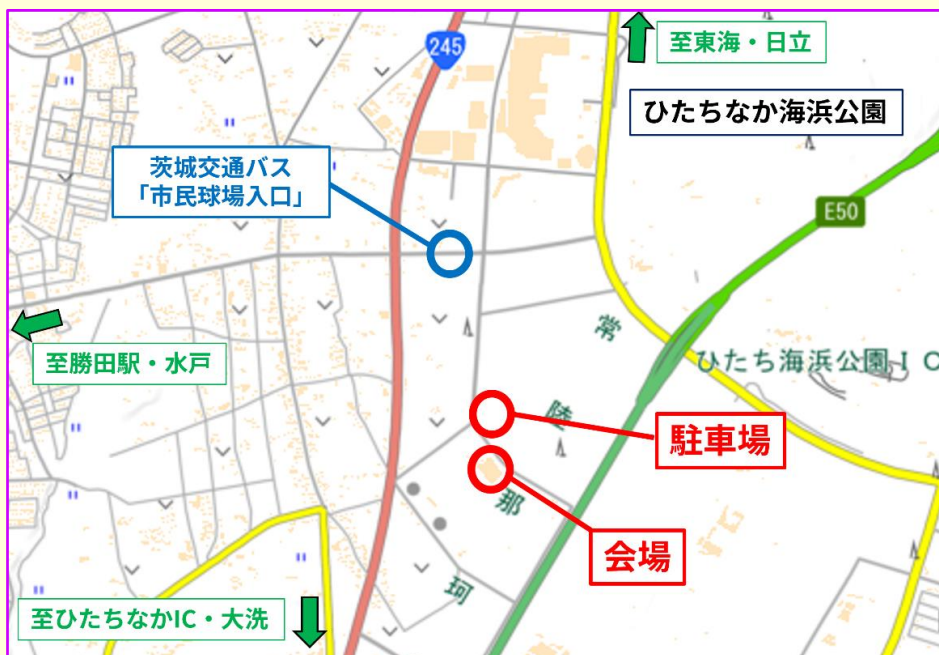 245
至東海・日立
ひたちなか海浜公園
茨城交通バス
「市民球場入口」
E50
至勝田駅・水戸
常
陸
那
珂
ひたち海浜公園IC
駐車場
会場
至ひたちなかIC・大洗